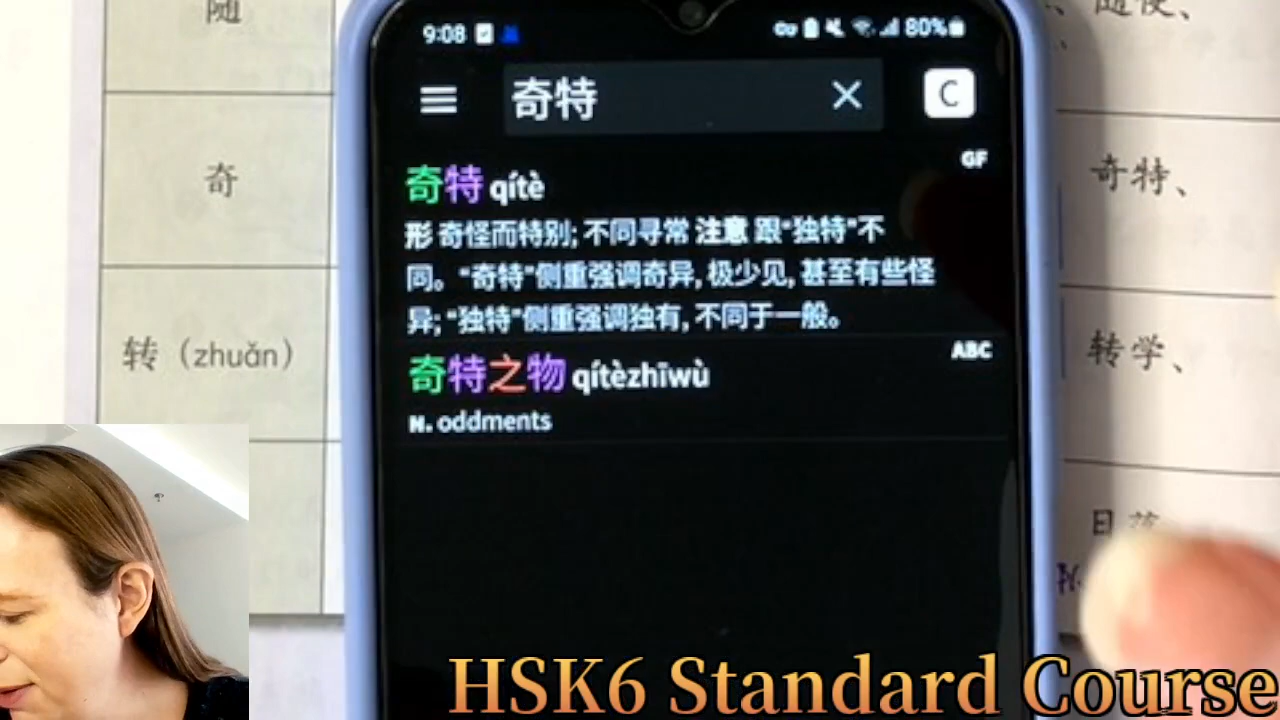 随
奇
转（zhuǎn）
9:08
80%
奇特
C
奇特 qítè
GF
形 奇怪而特别; 不同寻常 注意 跟“独特”不
同。“奇特”侧重强调奇异, 极少见, 甚至有些怪
异; “独特”侧重强调独有, 不同于一般。
奇特之物 qítèzhīwù
ABC
N. oddments
、随便、
奇特、
转学、
日
HSK6 Standard Course